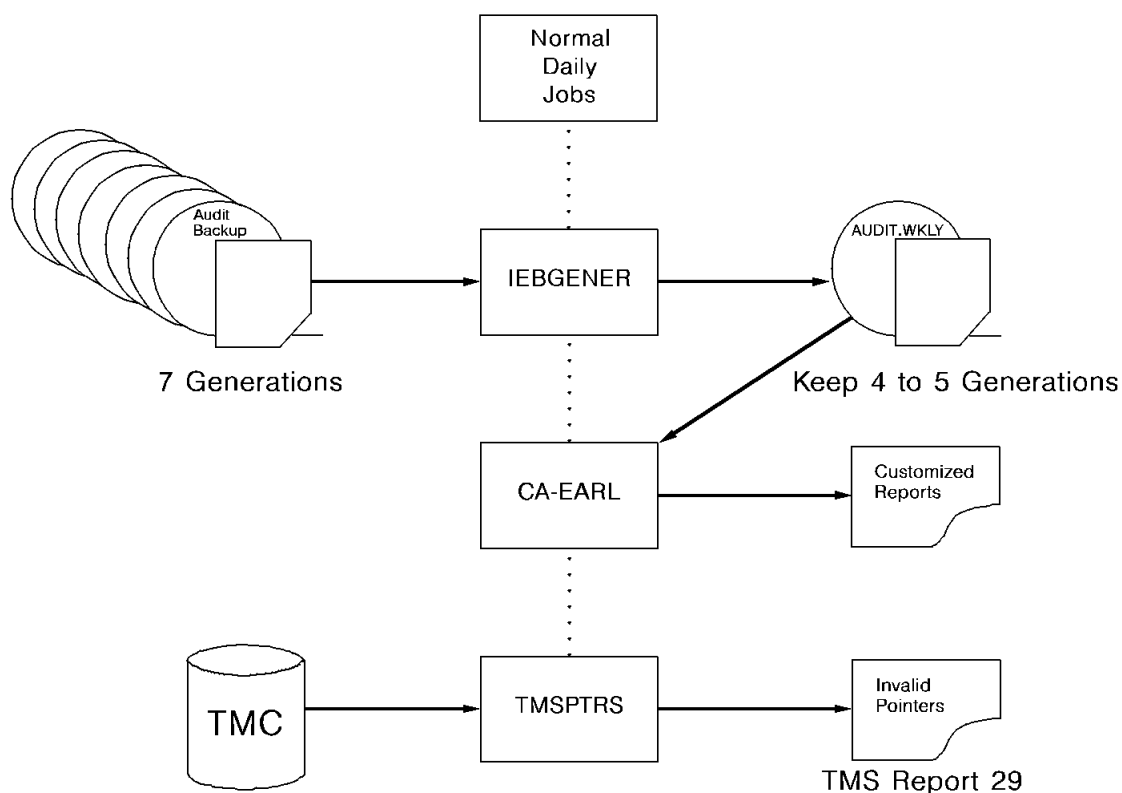 Normal
Daily
Jobs
Audit
Backup
IEBGENER
AUDIT.WKLY
7 Generations
Keep 4 to 5 Generations
CA-EARL
Customized
Reports
TMC
TMSPTRS
Invalid
Pointers
TMS Report 29